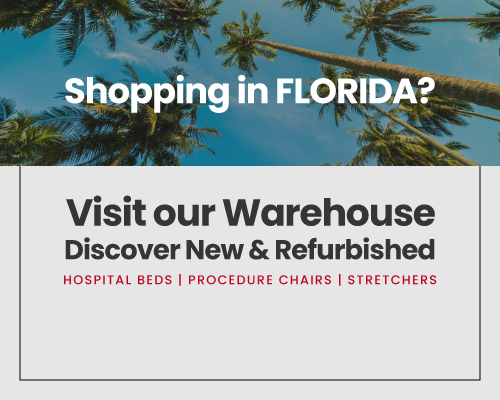 Shopping in FLORIDA?
Visit our Warehouse
Discover New & Refurbished
HOSPITAL BEDS | PROCEDURE CHAIRS | STRETCHERS